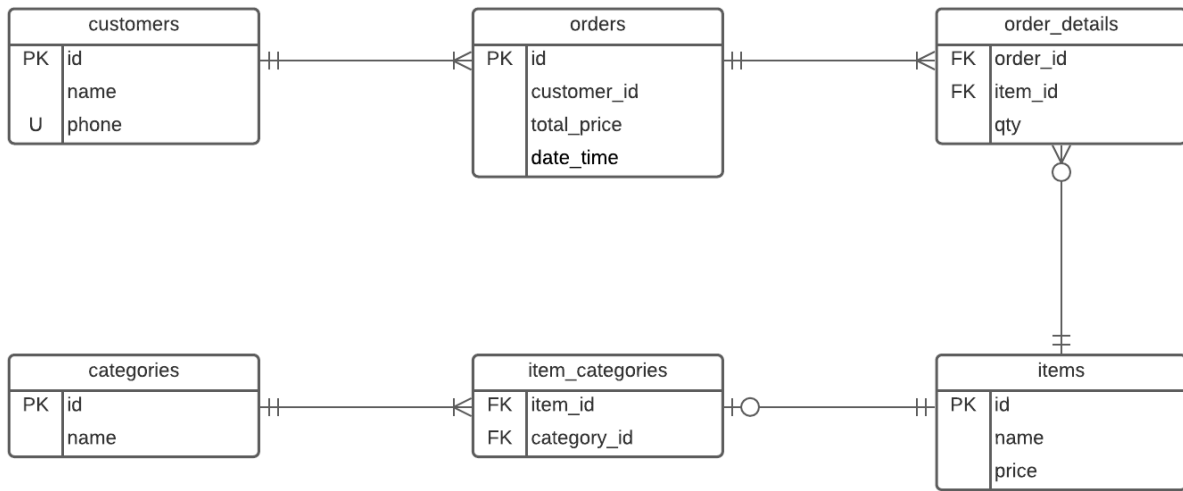 customers
PK id
name
U phone
orders
PK id
customer_id
total_price
date_time
order_details
FK order_id
FK item_id
qty
categories
PK id
name
item_categories
FK item_id
FK category_id
items
PK id
name
price